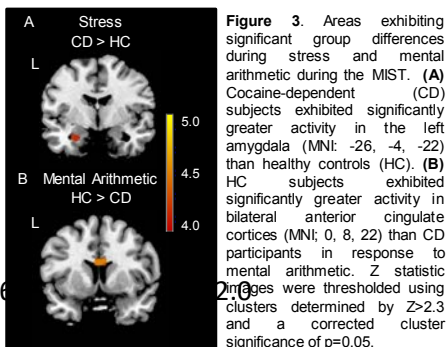 A Stress
CD > HC
L
5.0
4.5
4.0
B Mental Arithmetic
HC > CD
L
6
2.0
Figure 3. Areas exhibiting
significant group differences
during stress and mental
arithmetic during the MIST. (A)
Cocaine-dependent (CD)
subjects exhibited significantly
greater activity in the left
amygdala (MNI: -26, -4, -22)
than healthy controls (HC). (B)
HC subjects exhibited
significantly greater activity in
bilateral anterior cingulate
cortices (MNI; 0, 8, 22) than CD
participants in response to
mental arithmetic. Z statistic
images were thresholded using
clusters determined by Z>2.3
and a corrected cluster
significance of p=0.05.